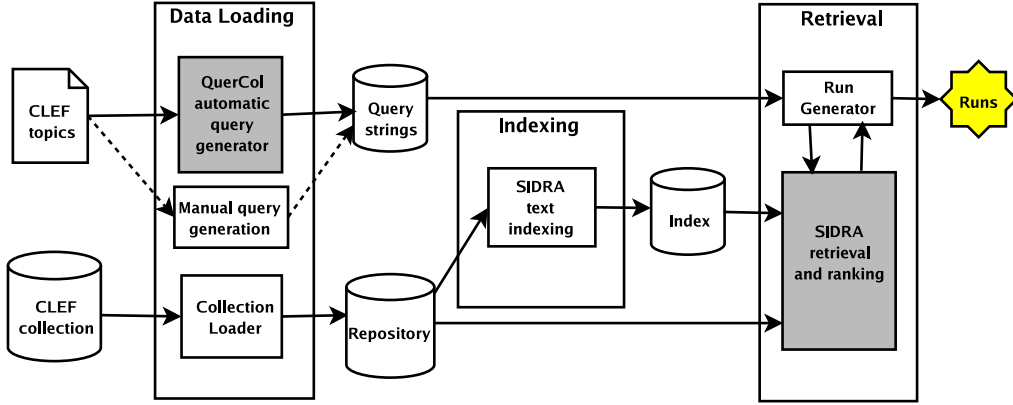 Data Loading
Retrieval
CLEF
topics
QuerCol
automatic
query
generator
Query
strings
Run
Generator
Runs
Indexing
Manual query
generation
SIDRA
text
indexing
Index
SIDRA
retrieval
and ranking
CLEF
collection
Collection
Loader
Repository